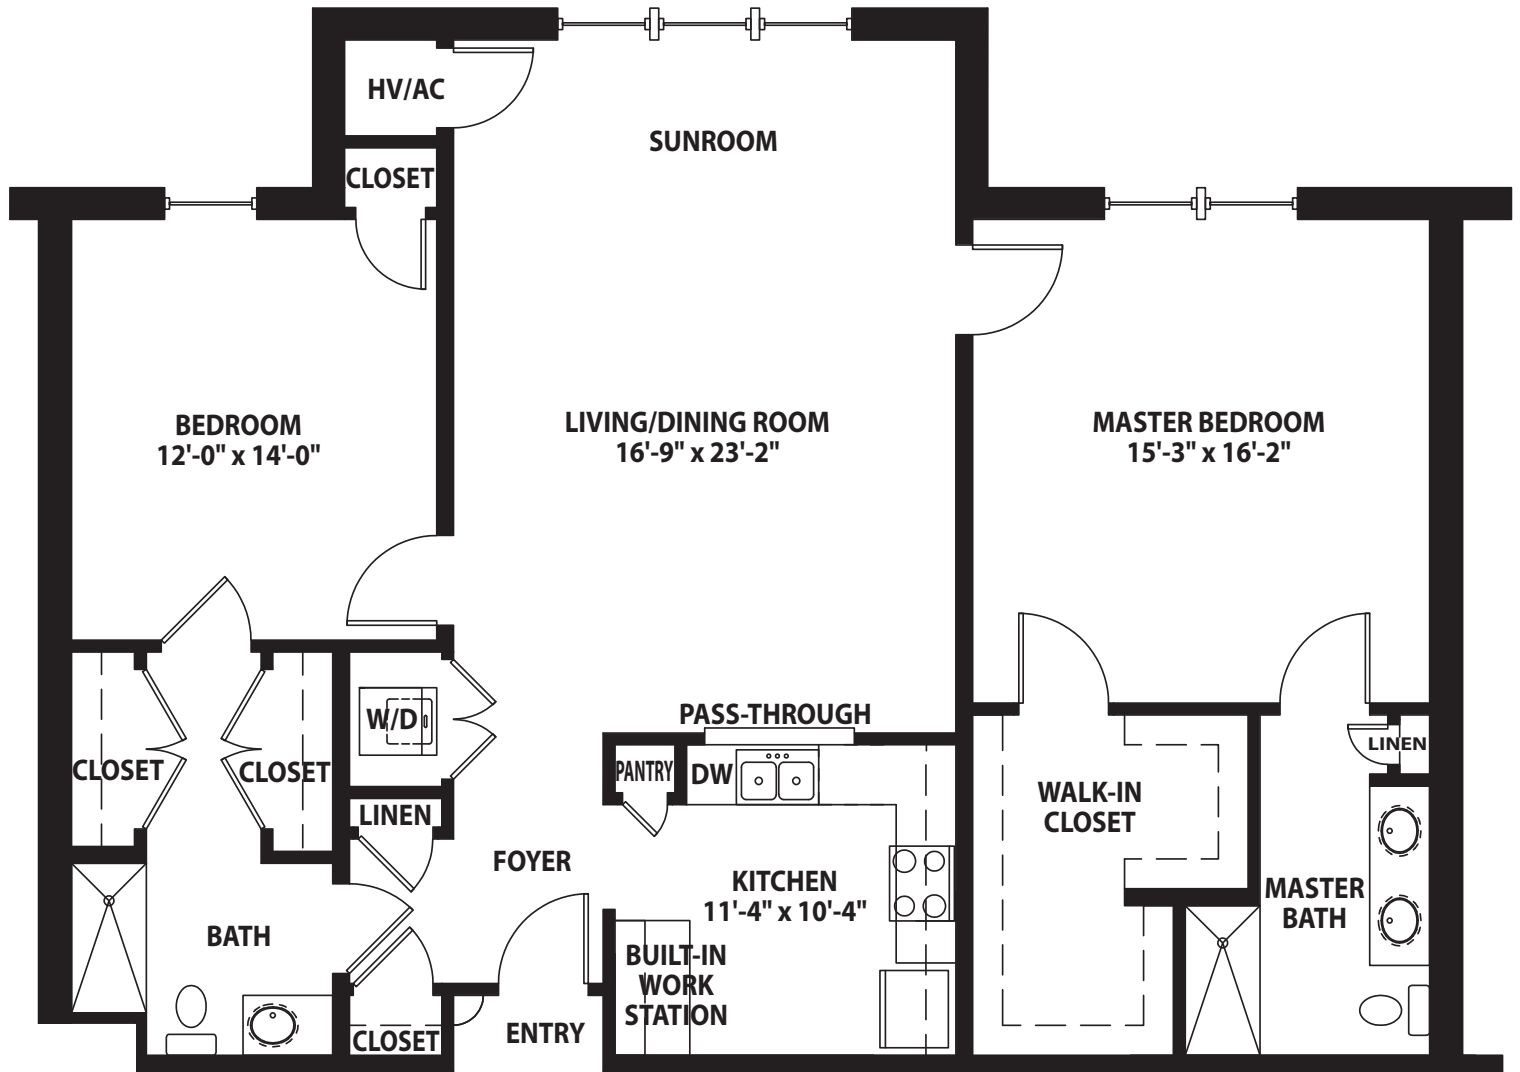 HV/AC
SUNROOM
CLOSET
BEDROOM
12'-0" x 14'-0"
LIVING/DINING ROOM
16'-9" x 23'-2"
MASTER BEDROOM
15'-3" x 16'-2"
W/D
PASS-THROUGH
CLOSET
CLOSET
PANTRY
DW
LINEN
LINEN
WALK-IN
CLOSET
FOYER
KITCHEN
11'-4" x 10'-4"
MASTER
BATH
BATH
BUILT-IN
WORK
STATION
CLOSET
ENTRY